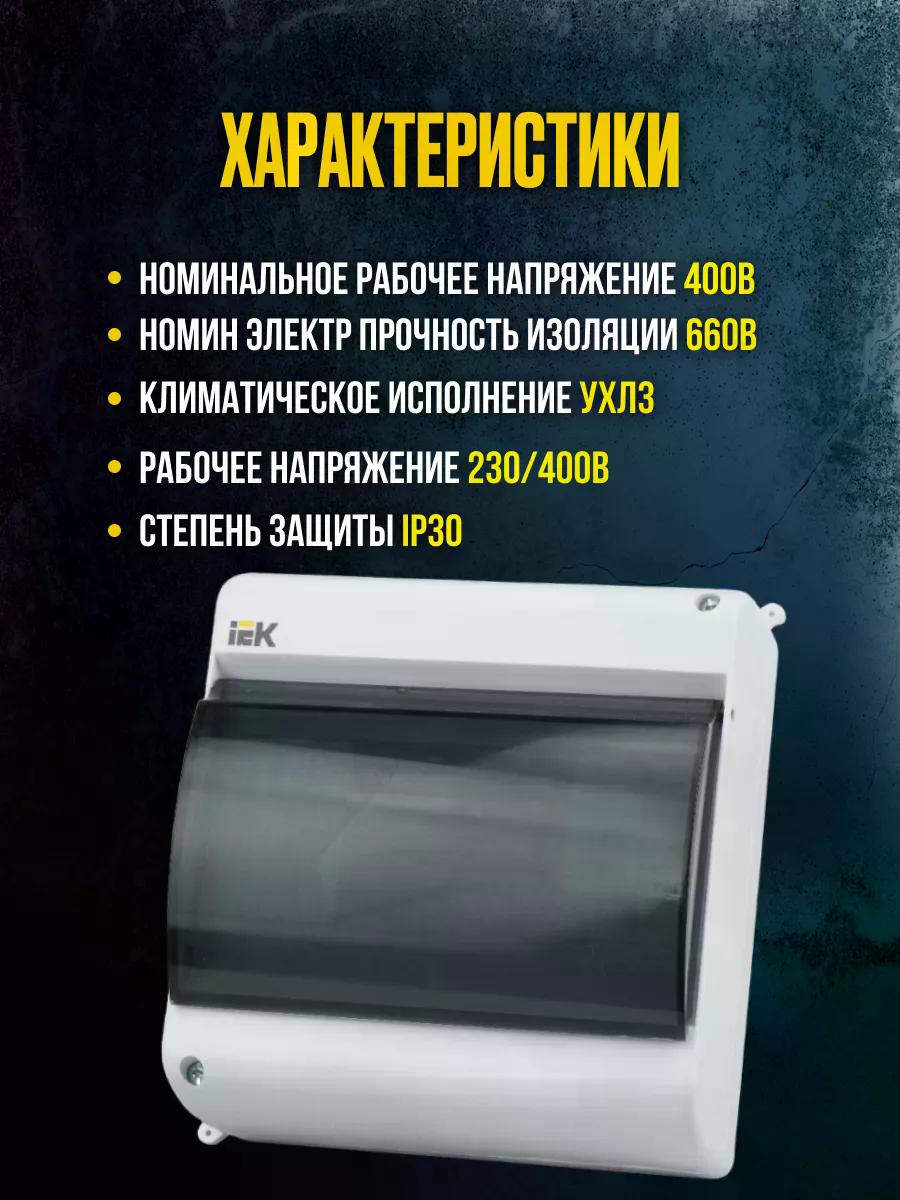 ХАРАКТЕРИСТИКИ
• НОМИНАЛЬНОЕ РАБОЧЕЕ НАПРЯЖЕНИЕ 400В
• НОМИН ЭЛЕКТР ПРОЧНОСТЬ ИЗОЛЯЦИИ 660В
• КЛИМАТИЧЕСКОЕ ИСПОЛНЕНИЕ УХЛ3
• РАБОЧЕЕ НАПРЯЖЕНИЕ 230/400В
• СТЕПЕНЬ ЗАЩИТЫ IP30
IEK